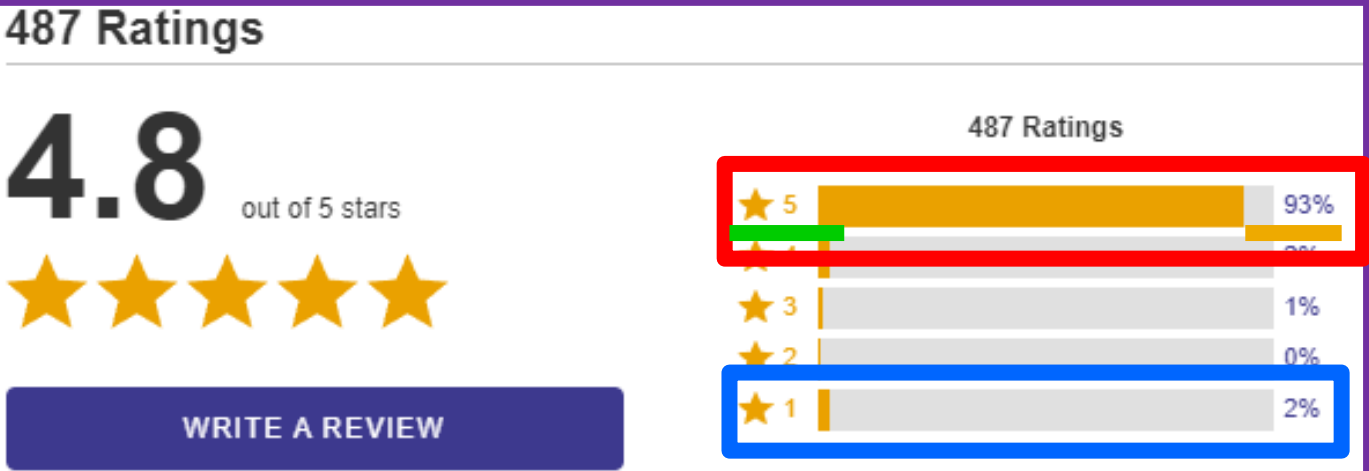 487 Ratings
4.8 out of 5 stars
WRITE A REVIEW
487 Ratings
5 93%
3 1%
2 0%
1 2%